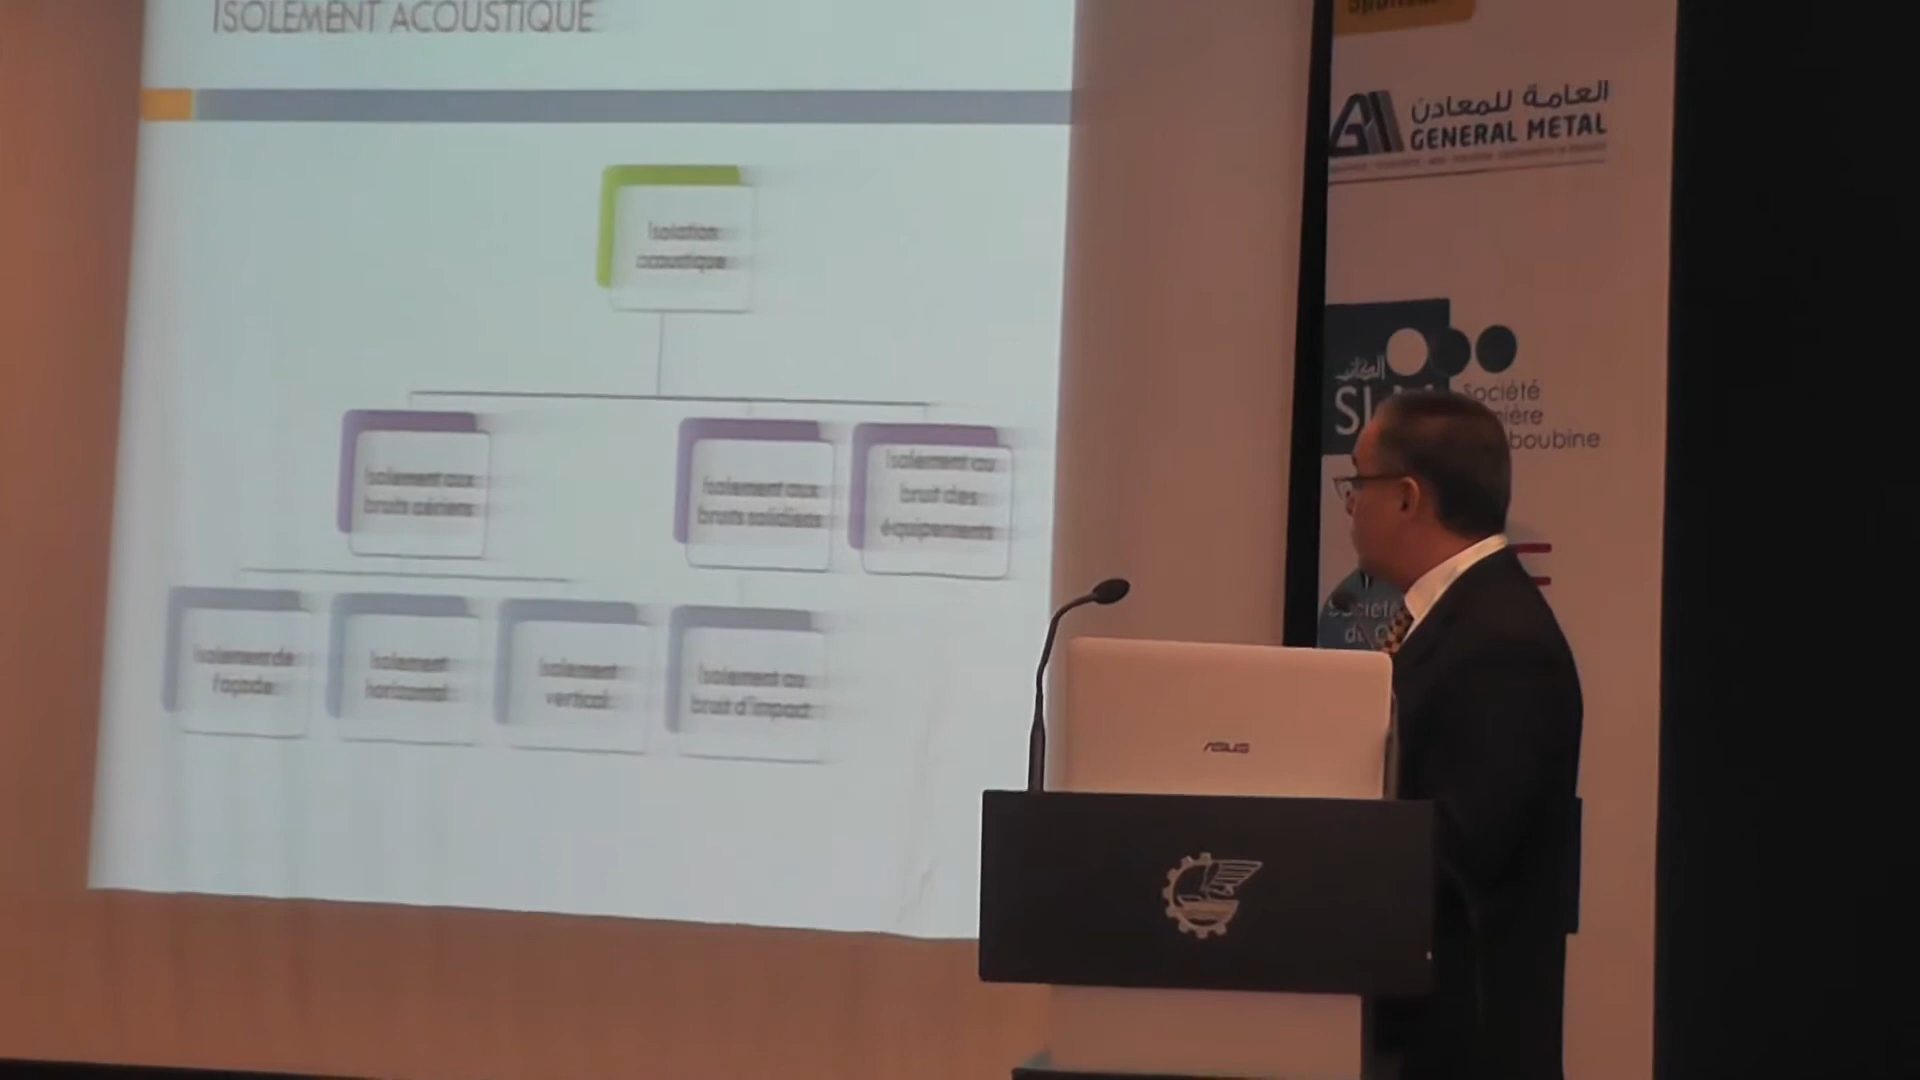 ISOLEMENT ACOUSTIQUE
Isolation
acoustique
Isolement aux
bruits aériens
Isolement aux
bruits solidiens
Isolement au
bruit des
équipements
Isolement de
façade
Isolement
horizontal
Isolement
vertical
Isolement au
bruit d'impact
العامة للمعادن
GENERAL METAL
Société
boubine
Société
ASUS